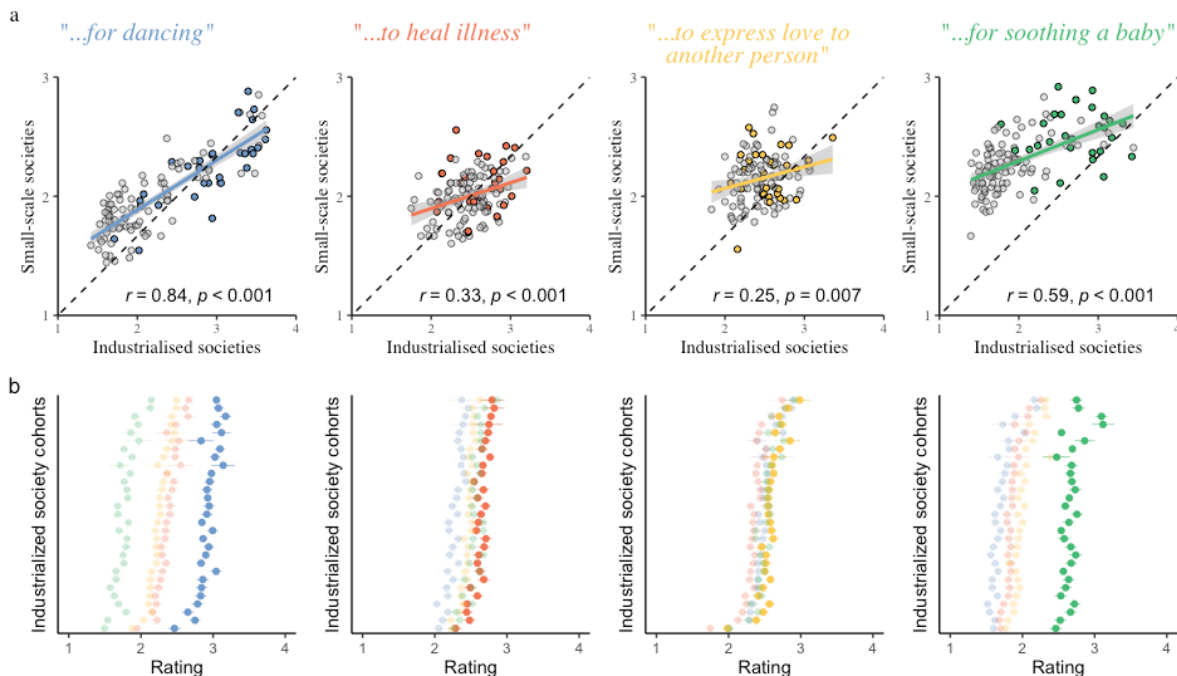 a
"...for dancing"
"...to heal illness"
"...to express love to
another person"
"...for soothing a baby"
Small-scale societies
3
2
1
r = 0.84, p < 0.001
1 2 3 4
Industrialised societies
Small-scale societies
3
2
1
r = 0.33, p < 0.001
1 2 3 4
Industrialised societies
Small-scale societies
3
2
1
r = 0.25, p = 0.007
1 2 3 4
Industrialised societies
Small-scale societies
3
2
1
r = 0.59, p < 0.001
1 2 3 4
Industrialised societies
b
Industrialized society cohorts
1 2 3 4
Rating
Industrialized society cohorts
1 2 3 4
Rating
Industrialized society cohorts
1 2 3 4
Rating
Industrialized society cohorts
1 2 3 4
Rating